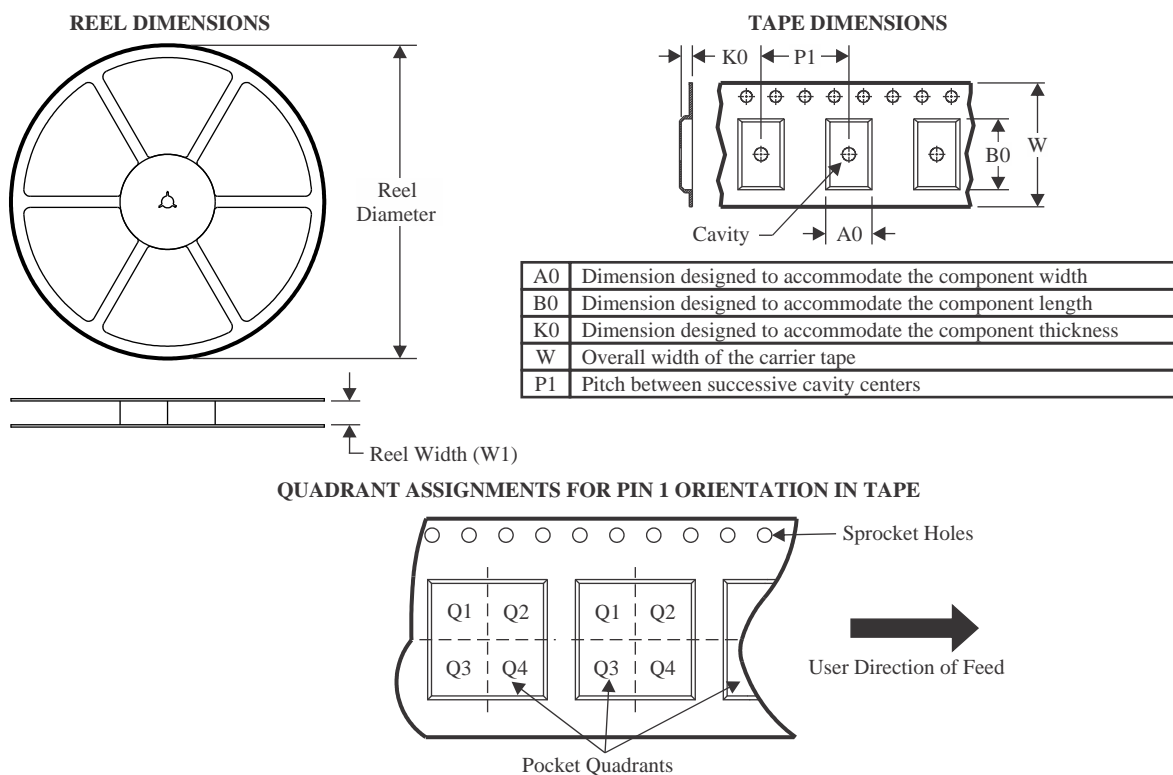 REEL DIMENSIONS
Reel
Diameter
Reel Width (W1)
TAPE DIMENSIONS
K0
P1
B0
W
Cavity
A0
A0 Dimension designed to accommodate the component width
B0 Dimension designed to accommodate the component length
K0 Dimension designed to accommodate the component thickness
W Overall width of the carrier tape
P1 Pitch between successive cavity centers
QUADRANT ASSIGNMENTS FOR PIN 1 ORIENTATION IN TAPE
Sprocket Holes
Q1 Q2 Q1 Q2
Q3 Q4 Q3 Q4
User Direction of Feed
Pocket Quadrants